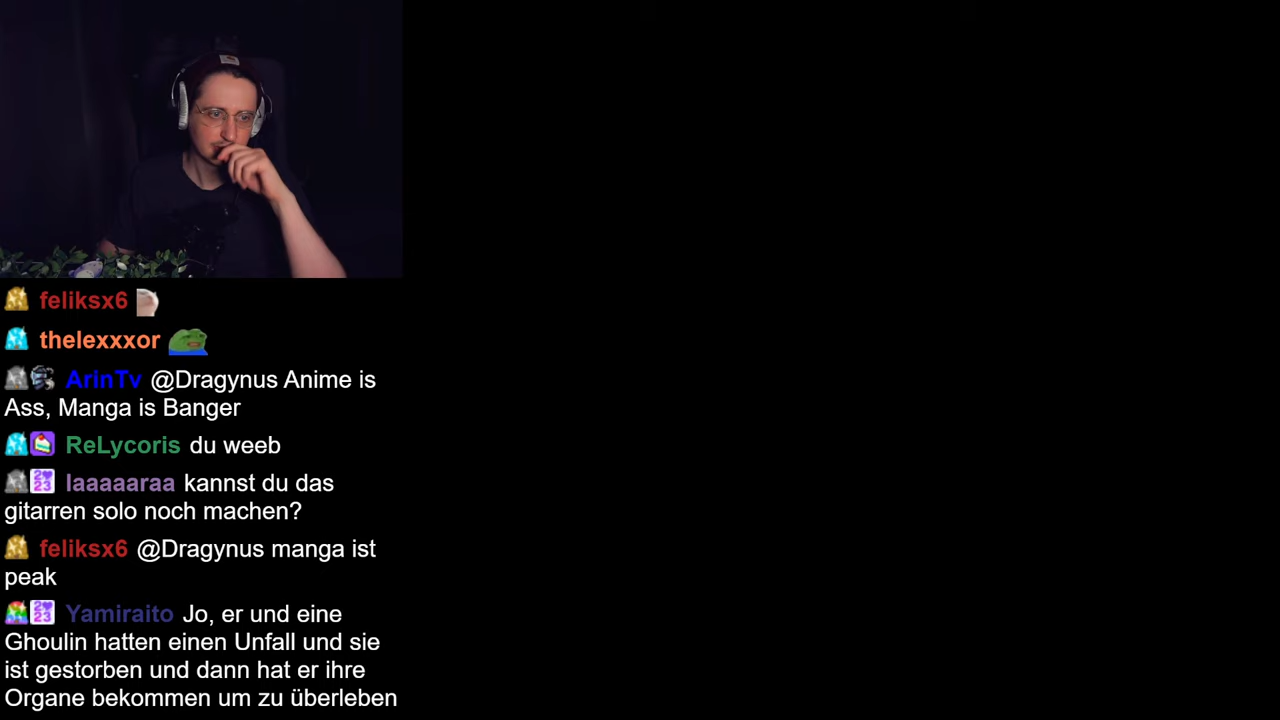 feliksx6
thelexxxor
ArinTv @Dragynus Anime is
Ass, Manga is Banger
ReLycoris du weeb
laaaaaraa kannst du das
gitarren solo noch machen?
feliksx6 @Dragynus manga ist
peak
Yamiraito Jo, er und eine
Ghoulin hatten einen Unfall und sie
ist gestorben und dann hat er ihre
Organe bekommen um zu überleben